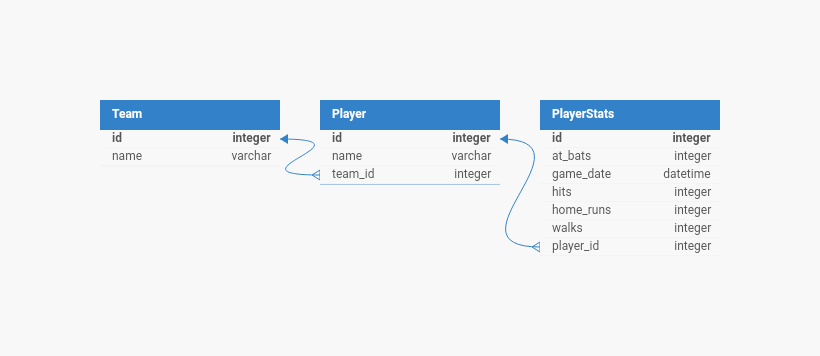 Team
id integer
name varchar
Player
id integer
name varchar
team_id integer
PlayerStats
id integer
at_bats integer
game_date datetime
hits integer
home_runs integer
walks integer
player_id integer